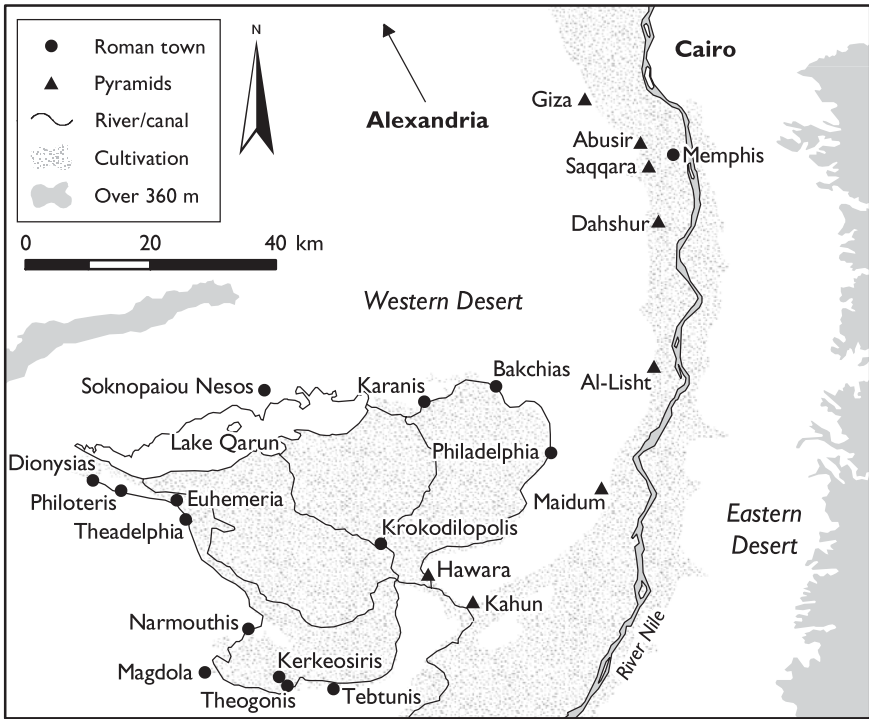 Roman town
Pyramids
River/canal
Cultivation
Over 360 m
N
Alexandria
Cairo
Giza
Abusir
Memphis
Saqqara
Dahshur
0 20 40 km
Western Desert
Bakchias
Al-Lisht
Soknopaiou Nesos
Karanis
Lake Qarun
Philadelphia
Dionysias
Philoteris
Euhemeria
Theadelphia
Maidum
Eastern
Desert
Krokodilopolis
Hawara
Kahun
Narmouthis
River Nile
Magdola
Kerkeosiris
Theogonis
Tebtunis